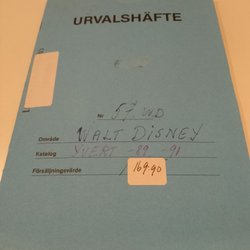 URVALSHÄFTE
Nr 57. WD
Område WALT DISNEY
Katalog YVERT -89 -91
Försäljningsvärde 169.90